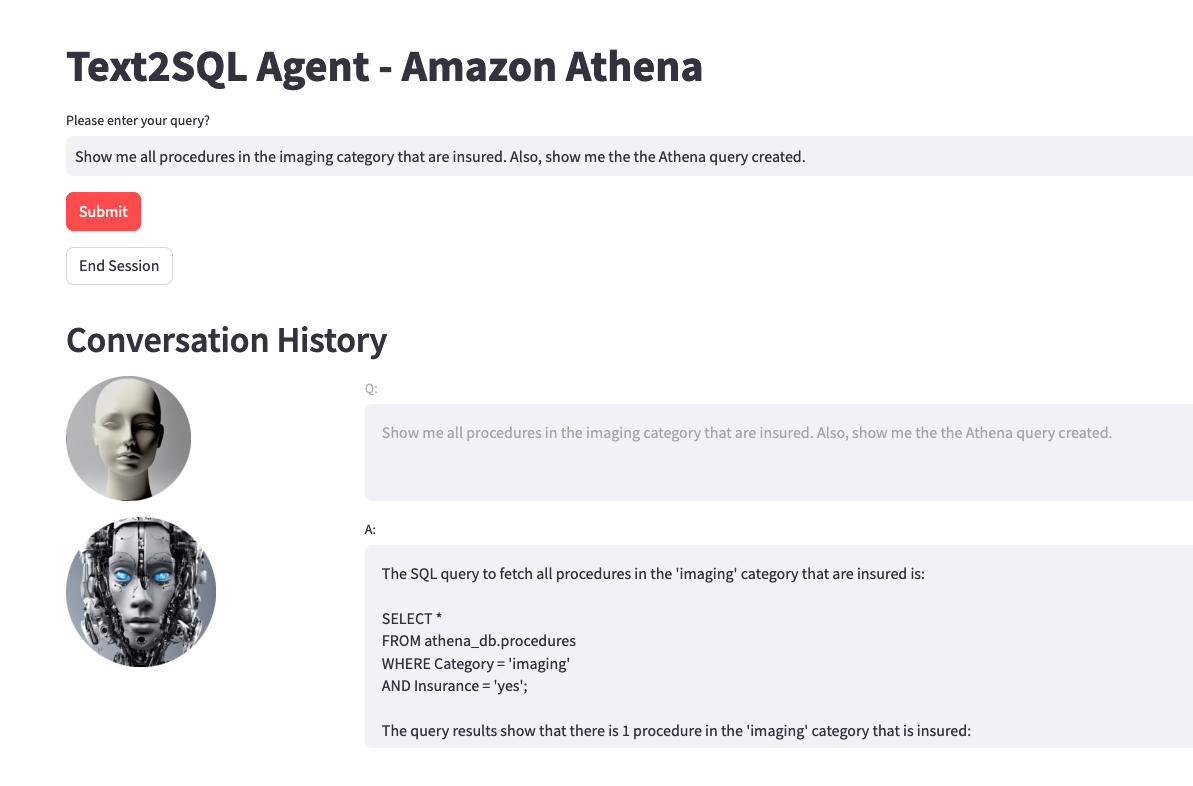 Text2SQL Agent - Amazon Athena
Please enter your query?
Show me all procedures in the imaging category that are insured. Also, show me the the Athena query created.
Submit
End Session
Conversation History
Q:
Show me all procedures in the imaging category that are insured. Also, show me the the Athena query created.
A:
The SQL query to fetch all procedures in the 'imaging' category that are insured is:
SELECT *
FROM athena_db.procedures
WHERE Category = 'imaging'
AND Insurance = 'yes';
The query results show that there is 1 procedure in the 'imaging' category that is insured: